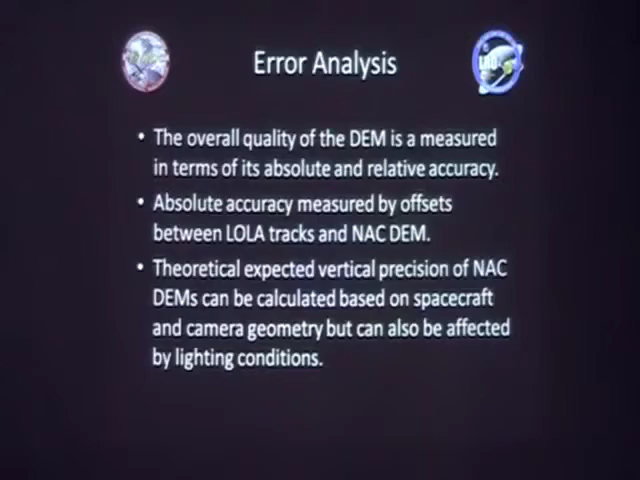 Error Analysis
LRO
• The overall quality of the DEM is a measured
in terms of its absolute and relative accuracy.
• Absolute accuracy measured by offsets
between LOLA tracks and NAC DEM.
• Theoretical expected vertical precision of NAC
DEMs can be calculated based on spacecraft
and camera geometry but can also be affected
by lighting conditions.